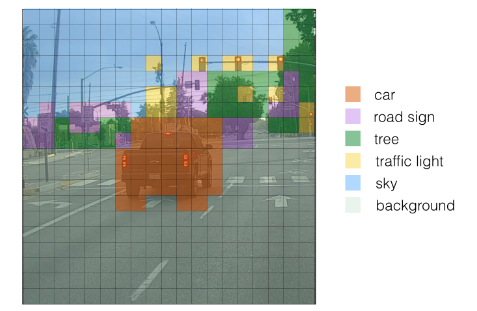 car
road sign
tree
traffic light
sky
background